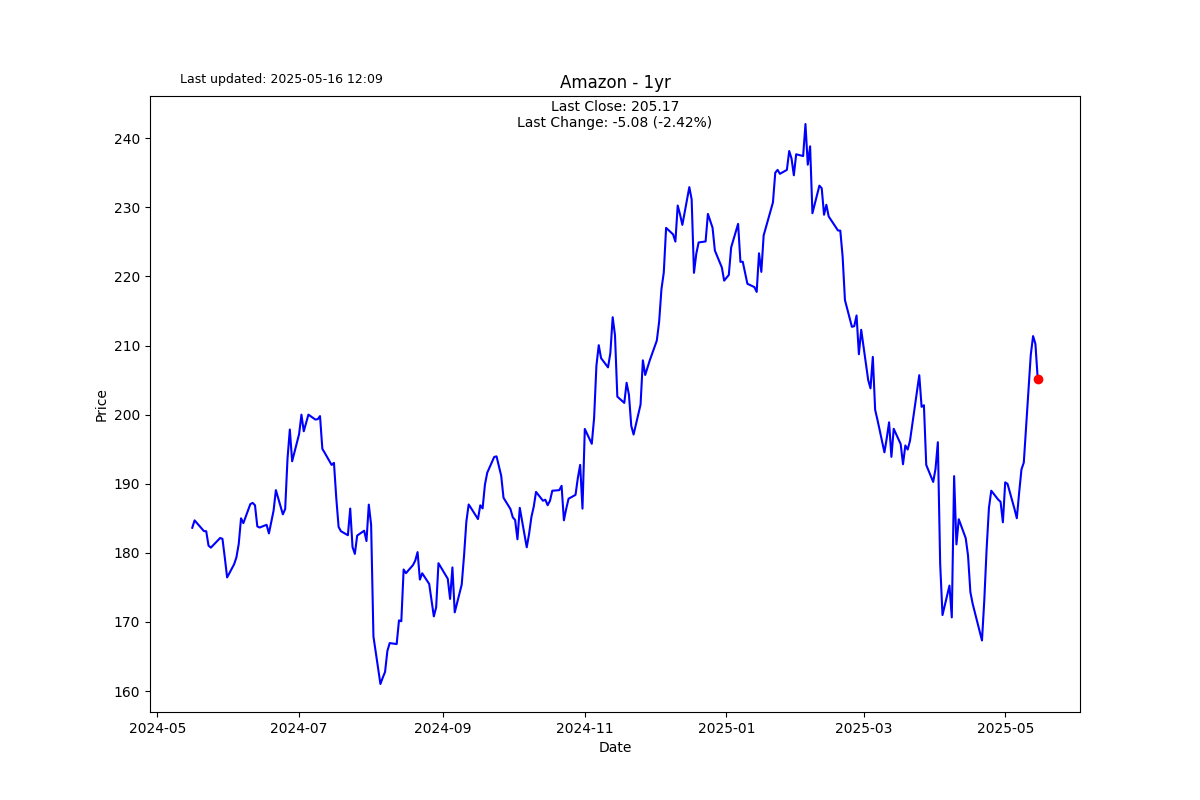 Last updated: 2025-05-16 12:09
Amazon - 1yr
Last Close: 205.17
Last Change: -5.08 (-2.42%)
240
230
220
210
200
190
180
170
160
Price
2024-05
2024-07
2024-09
2024-11
2025-01
2025-03
2025-05
Date